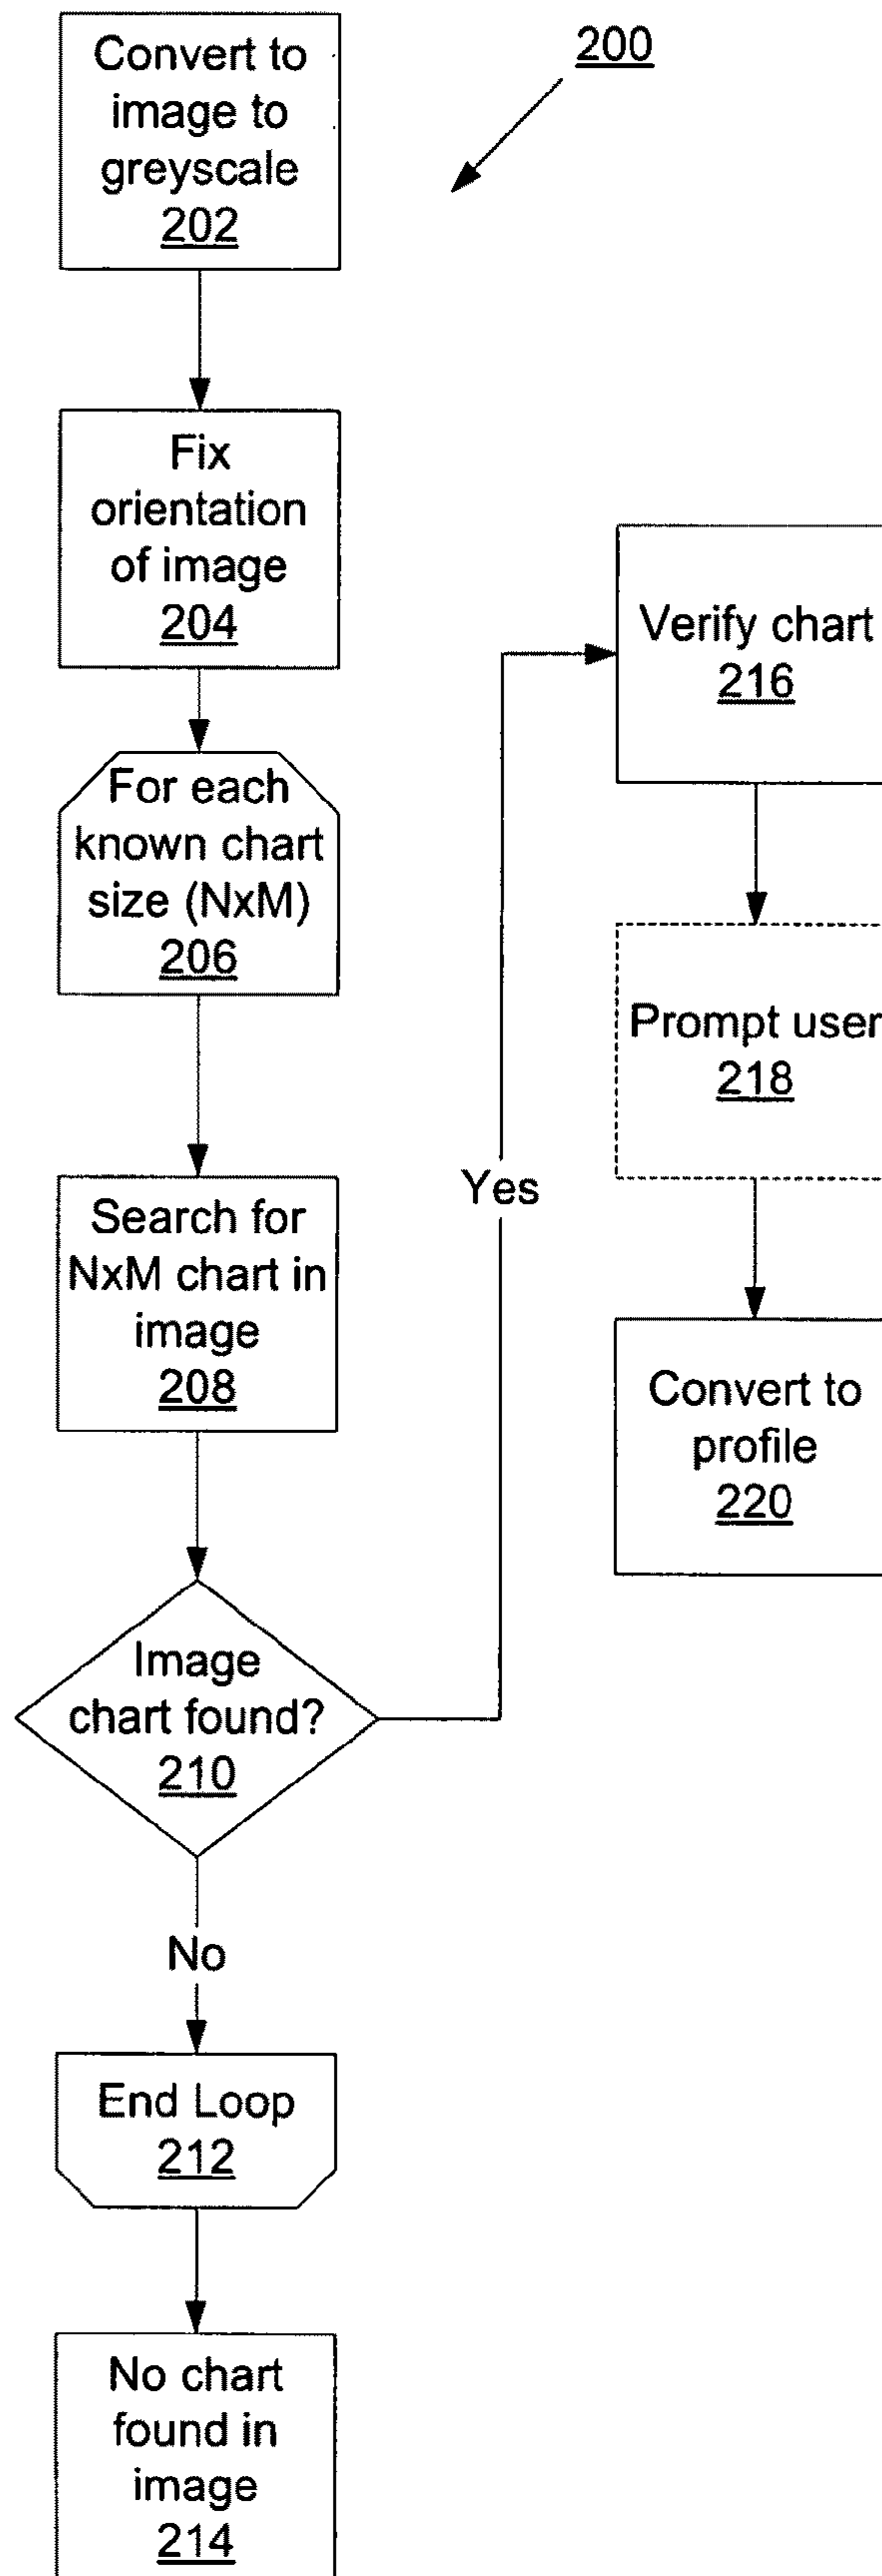 200
Convert to
image to
greyscale
202
Fix
orientation
of image
204
For each
known chart
size (NxM)
206
Search for
NxM chart in
image
208
Image
chart found?
210
Yes
No
End Loop
212
No chart
found in
image
214
Verify chart
216
Prompt user
218
Convert to
profile
220